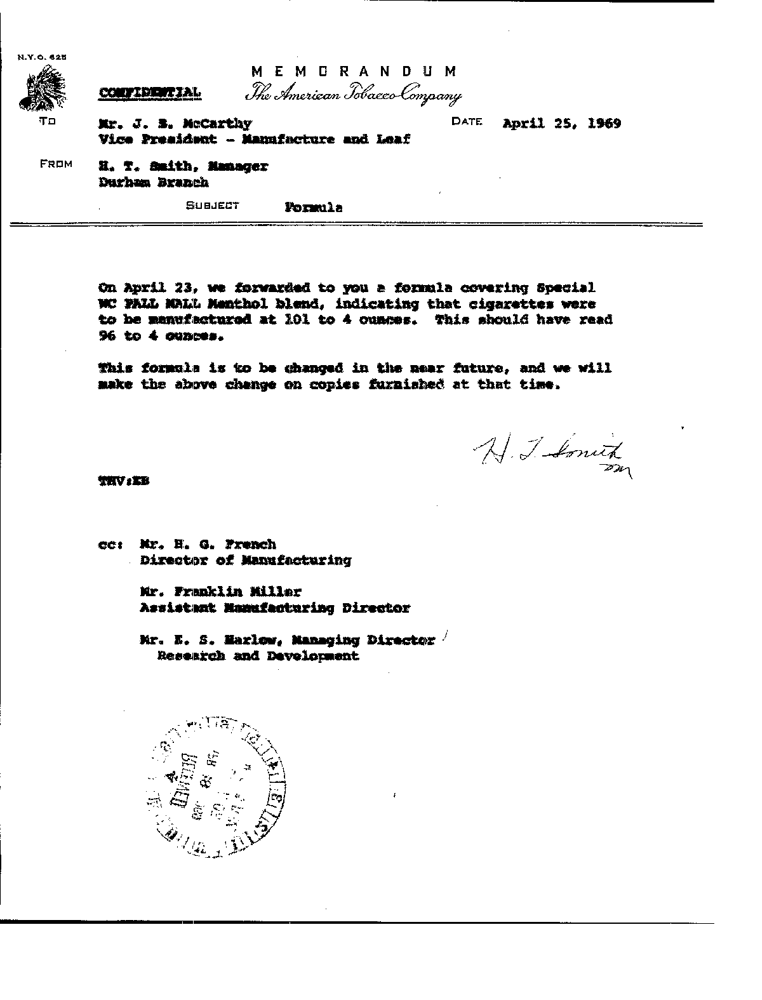 N.Y.O. 625
MEMORANDUM
CONFIDENTIAL The American Tobacco Company
TO Mr. J. B. McCarthy DATE April 25, 1969
Vice President - Manufacture and Leaf
FROM H. T. Smith, Manager
Durham Branch
SUBJECT Formula
On April 23, we forwarded to you a formula covering Special
WC PALL MALL Menthol blend, indicating that cigarettes were
to be manufactured at 101 to 4 ounces. This should have read
96 to 4 ounces.
This formula is to be changed in the near future, and we will
make the above change on copies furnished at that time.
H. T. Smith
THV:EB
cc: Mr. H. G. French
Director of Manufacturing
Mr. Franklin Miller
Assistant Manufacturing Director
Mr. E. S. Harlow, Managing Director
Research and Development
RECEIVED